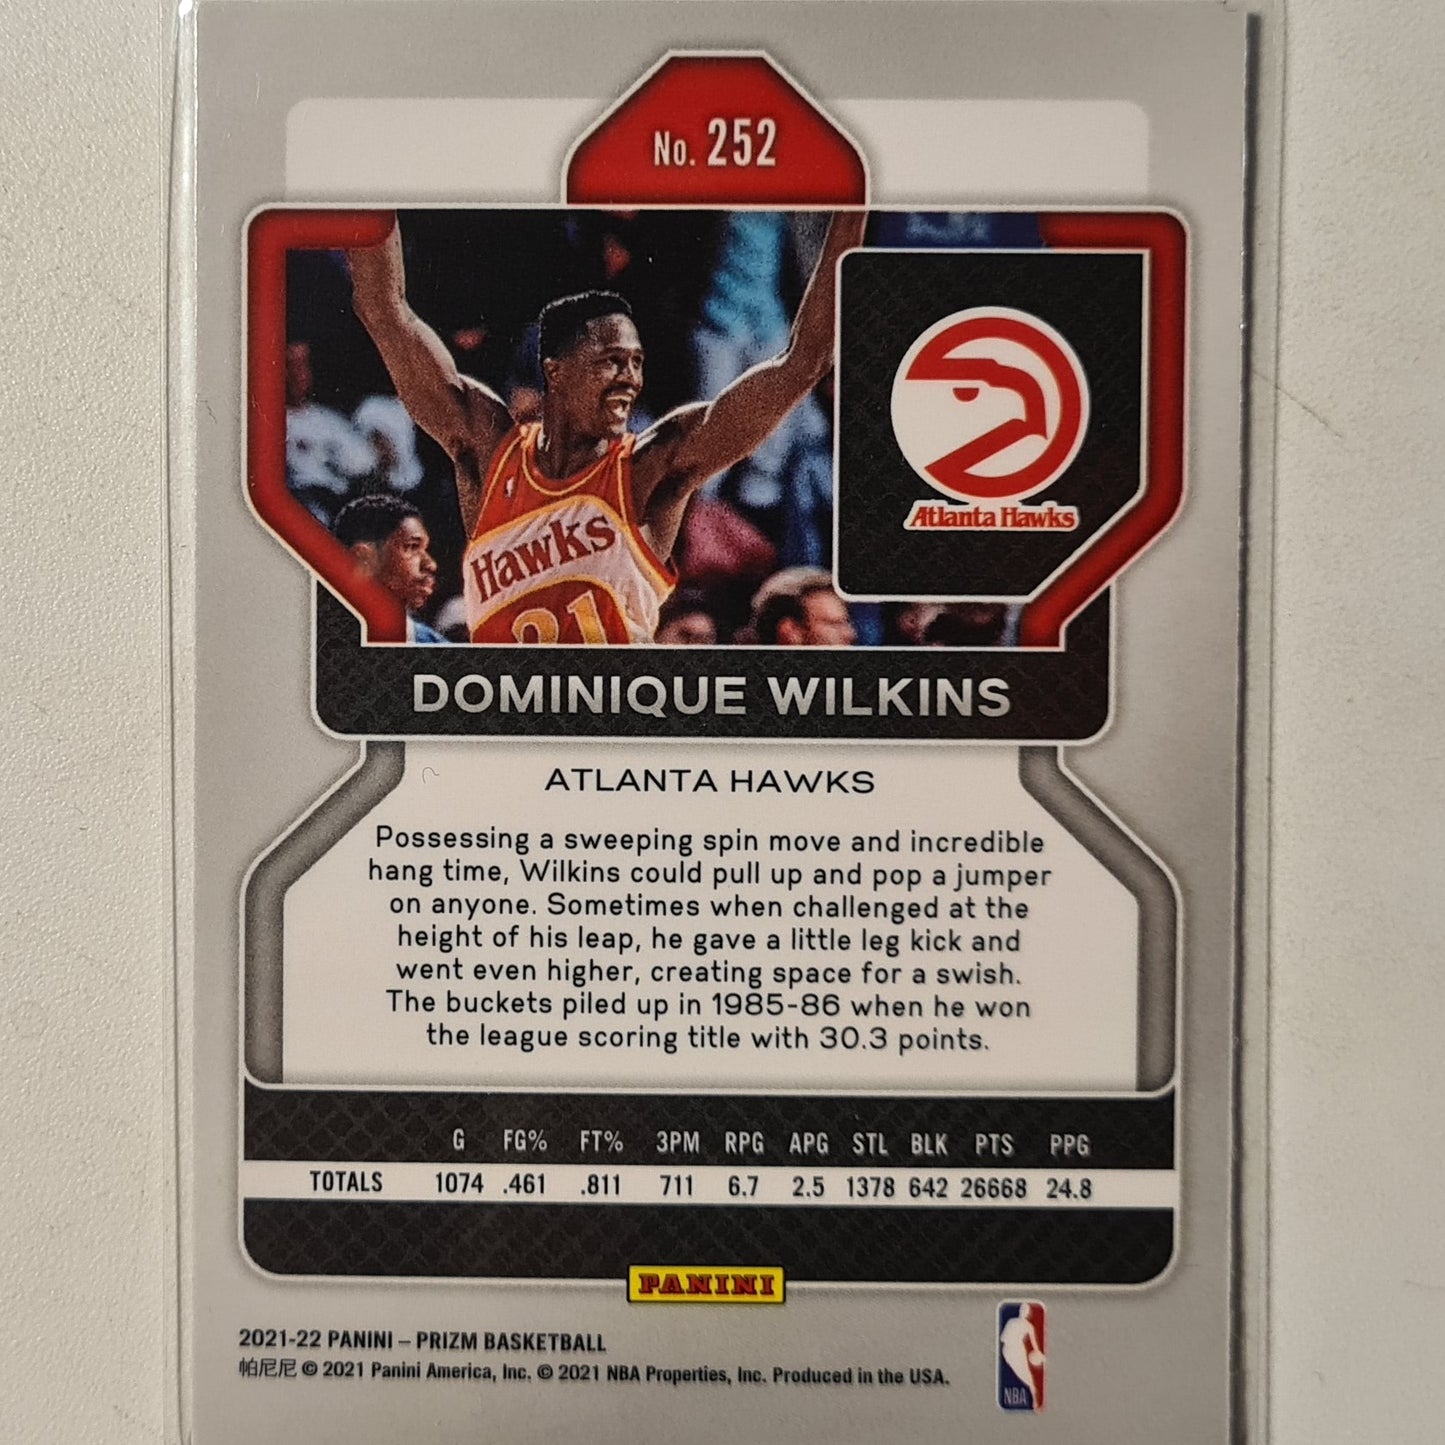 No. 252
Atlanta Hawks
Hawks
21
DOMINIQUE WILKINS
ATLANTA HAWKS
Possessing a sweeping spin move and incredible
hang time, Wilkins could pull up and pop a jumper
on anyone. Sometimes when challenged at the
height of his leap, he gave a little leg kick and
went even higher, creating space for a swish.
The buckets piled up in 1985-86 when he won
the league scoring title with 30.3 points.
G FG% FT% 3PM RPG APG STL BLK PTS PPG
TOTALS 1074 .461 .811 711 6.7 2.5 1378 642 26668 24.8
PANINI
2021-22 PANINI – PRIZM BASKETBALL
帕尼尼 © 2021 Panini America, Inc. © 2021 NBA Properties, Inc. Produced in the USA.
NBA